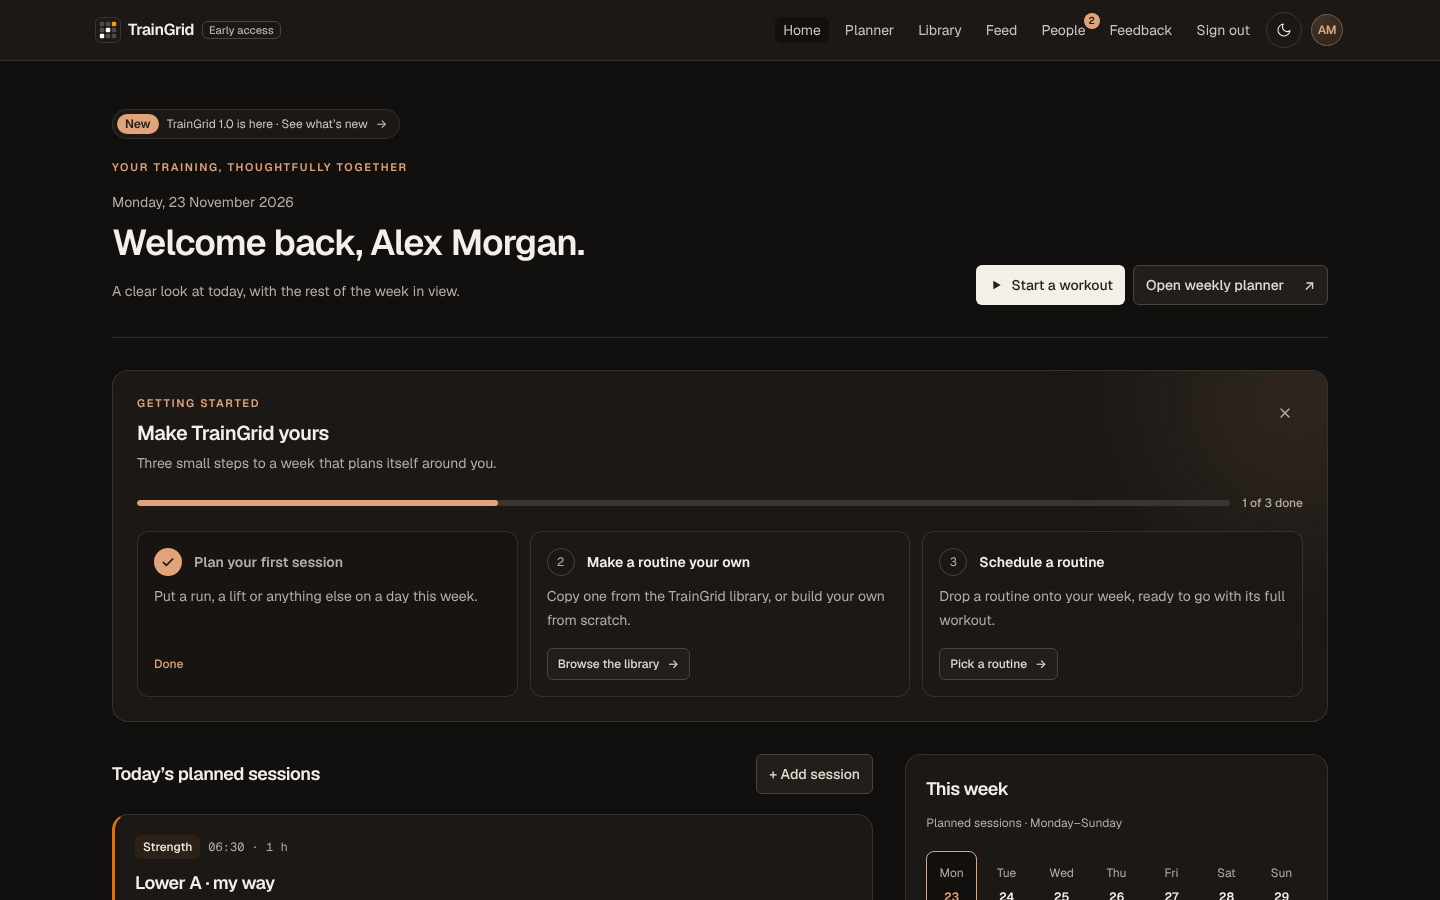 TrainGrid Early access
Home Planner Library Feed People 2 Feedback Sign out AM
New TrainGrid 1.0 is here · See what's new →
YOUR TRAINING, THOUGHTFULLY TOGETHER
Monday, 23 November 2026
Welcome back, Alex Morgan.
A clear look at today, with the rest of the week in view.
Start a workout
Open weekly planner
GETTING STARTED
Make TrainGrid yours
Three small steps to a week that plans itself around you.
1 of 3 done
Plan your first session
Put a run, a lift or anything else on a day this week.
Done
2 Make a routine your own
Copy one from the TrainGrid library, or build your own
from scratch.
Browse the library →
3 Schedule a routine
Drop a routine onto your week, ready to go with its full
workout.
Pick a routine →
Today's planned sessions
+ Add session
Strength 06:30 · 1 h
Lower A · my way
This week
Planned sessions · Monday–Sunday
Mon Tue Wed Thu Fri Sat Sun
23 24 25 26 27 28 29